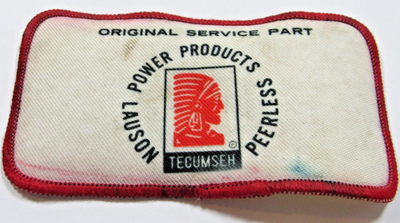 ORIGINAL SERVICE PART
LAUSON POWER PRODUCTS PEERLESS
©
TECUMSEH